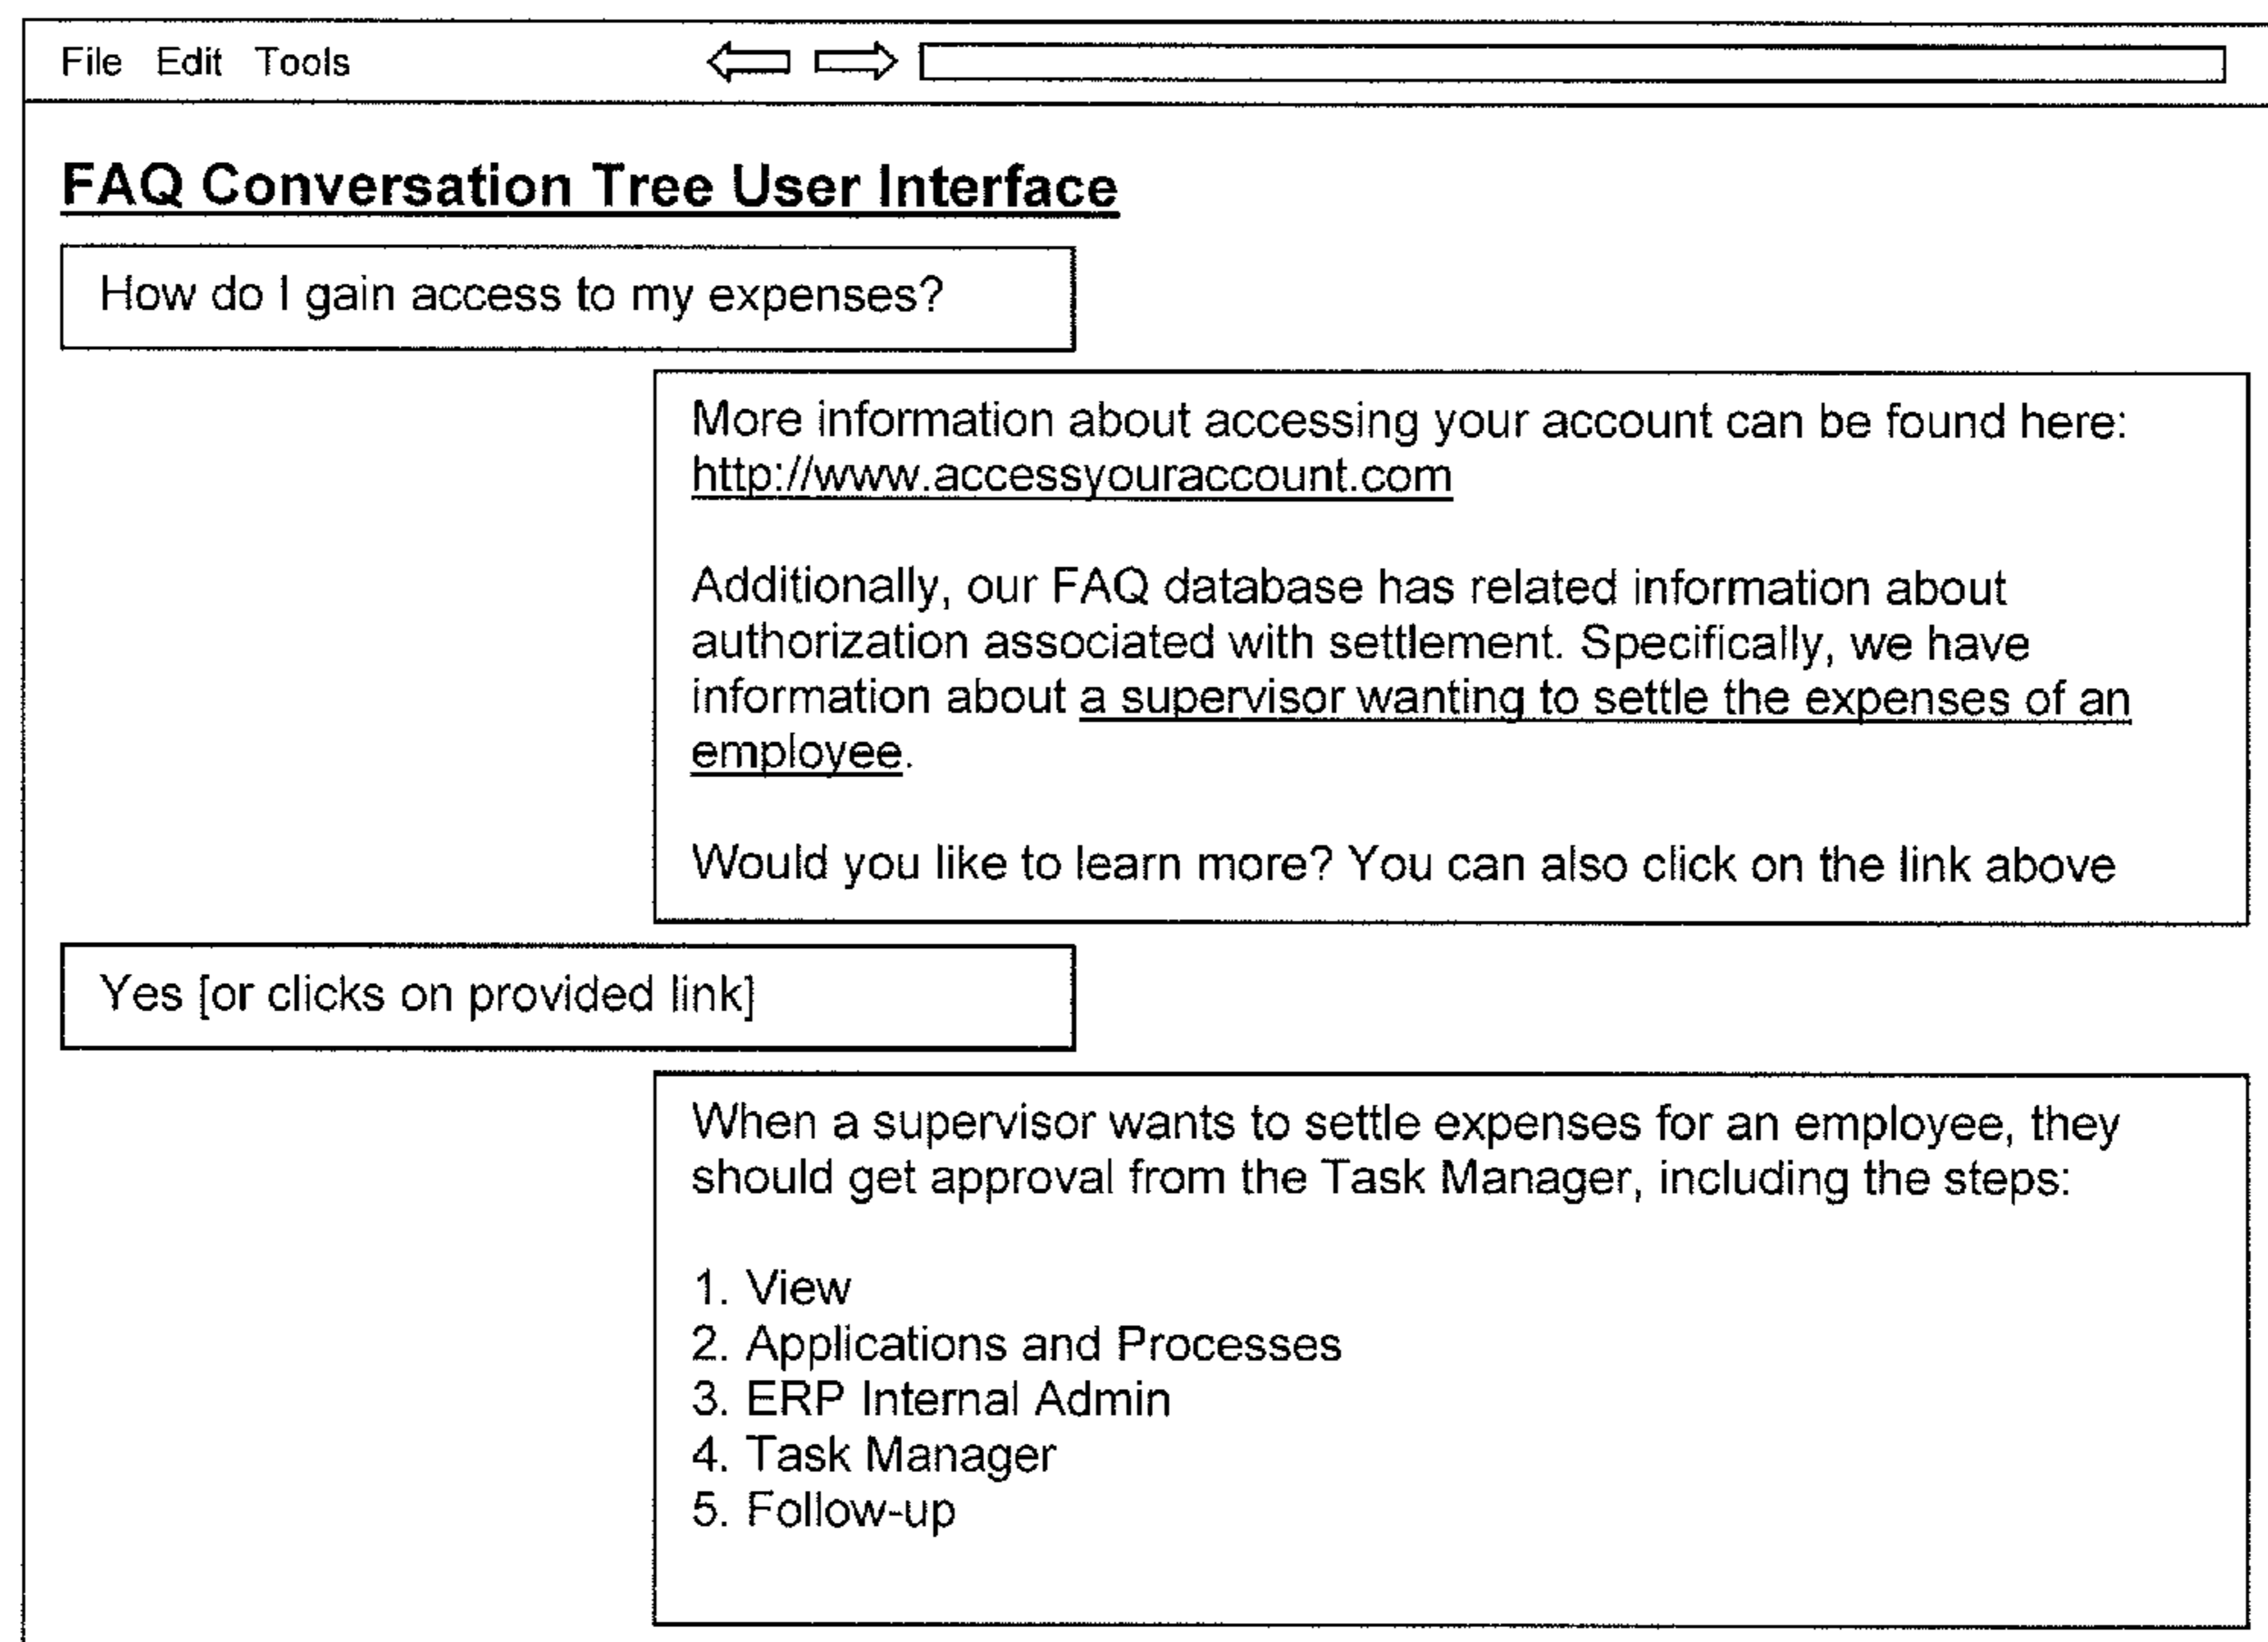 File Edit Tools
FAQ Conversation Tree User Interface
How do I gain access to my expenses?
More information about accessing your account can be found here:
http://www.accessyouraccount.com
Additionally, our FAQ database has related information about
authorization associated with settlement. Specifically, we have
information about a supervisor wanting to settle the expenses of an
employee.
Would you like to learn more? You can also click on the link above
Yes [or clicks on provided link]
When a supervisor wants to settle expenses for an employee, they
should get approval from the Task Manager, including the steps:
1. View
2. Applications and Processes
3. ERP Internal Admin
4. Task Manager
5. Follow-up